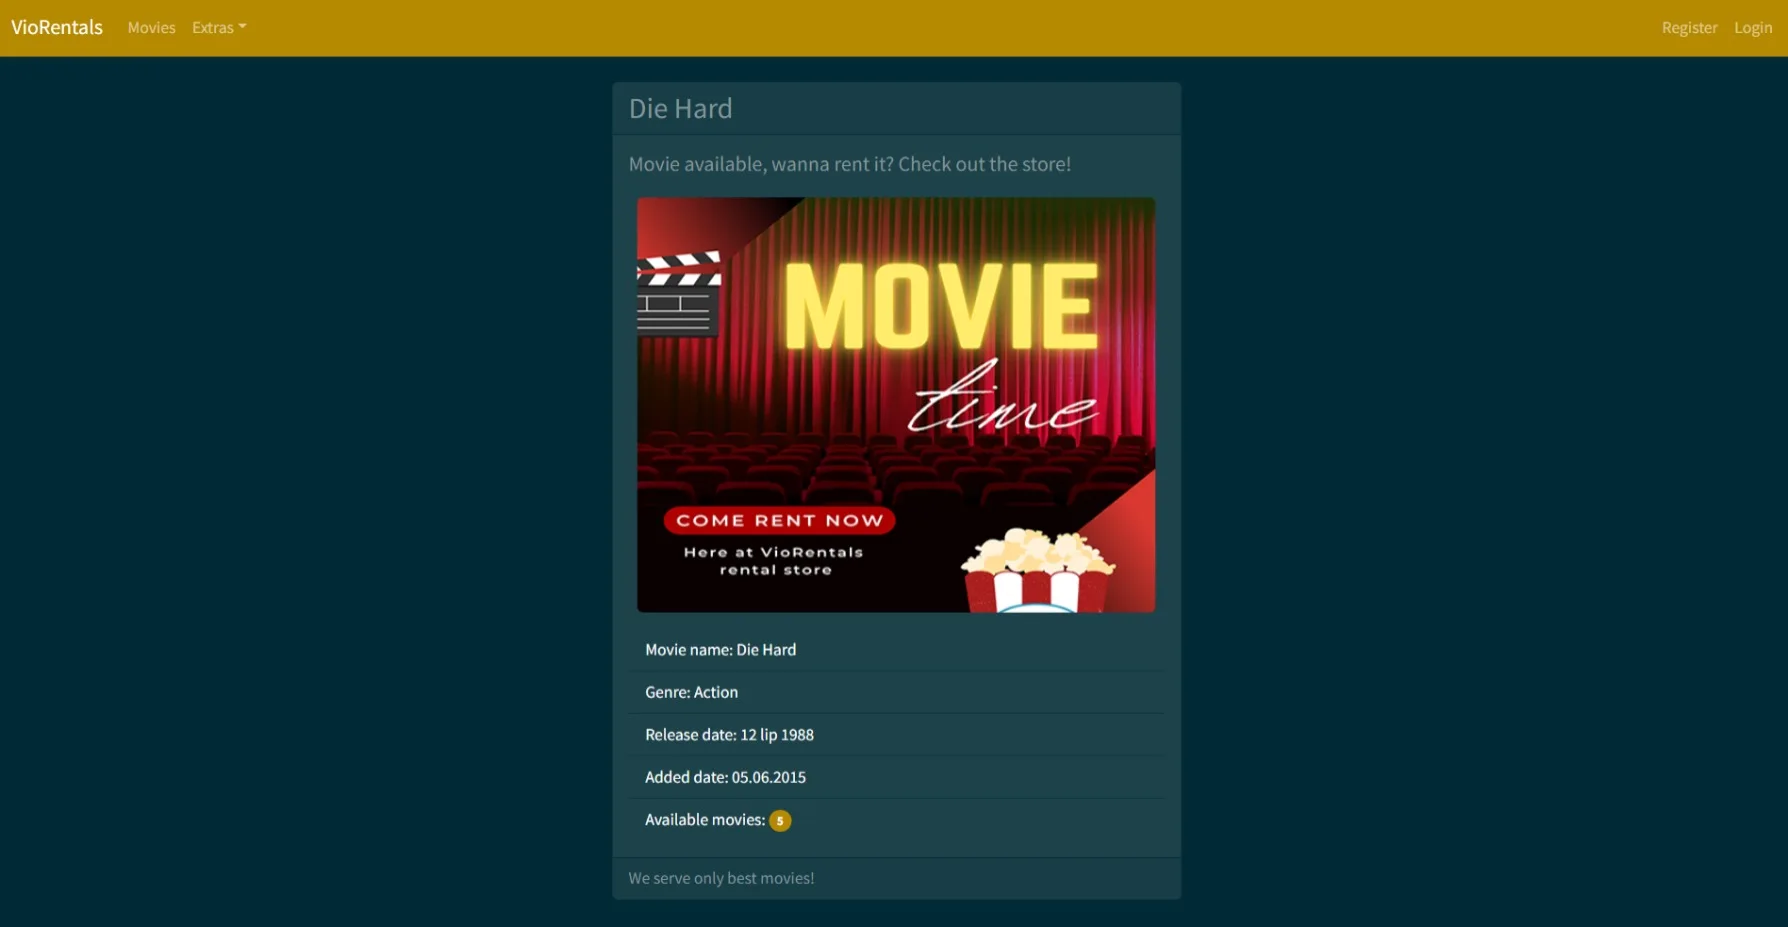 VioRentals Movies Extras Register Login
Die Hard
Movie available, wanna rent it? Check out the store!
MOVIE
time
COME RENT NOW
Here at VioRentals
rental store
Movie name: Die Hard
Genre: Action
Release date: 12 lip 1988
Added date: 05.06.2015
Available movies: 5
We serve only best movies!